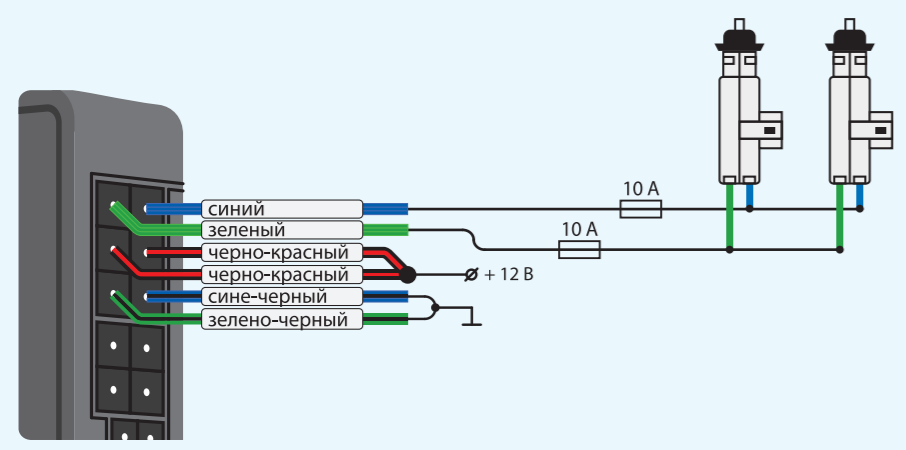 10 А
синий
10 А
зеленый
черно-красный
черно-красный
+ 12 В
сине-черный
зелено-черный